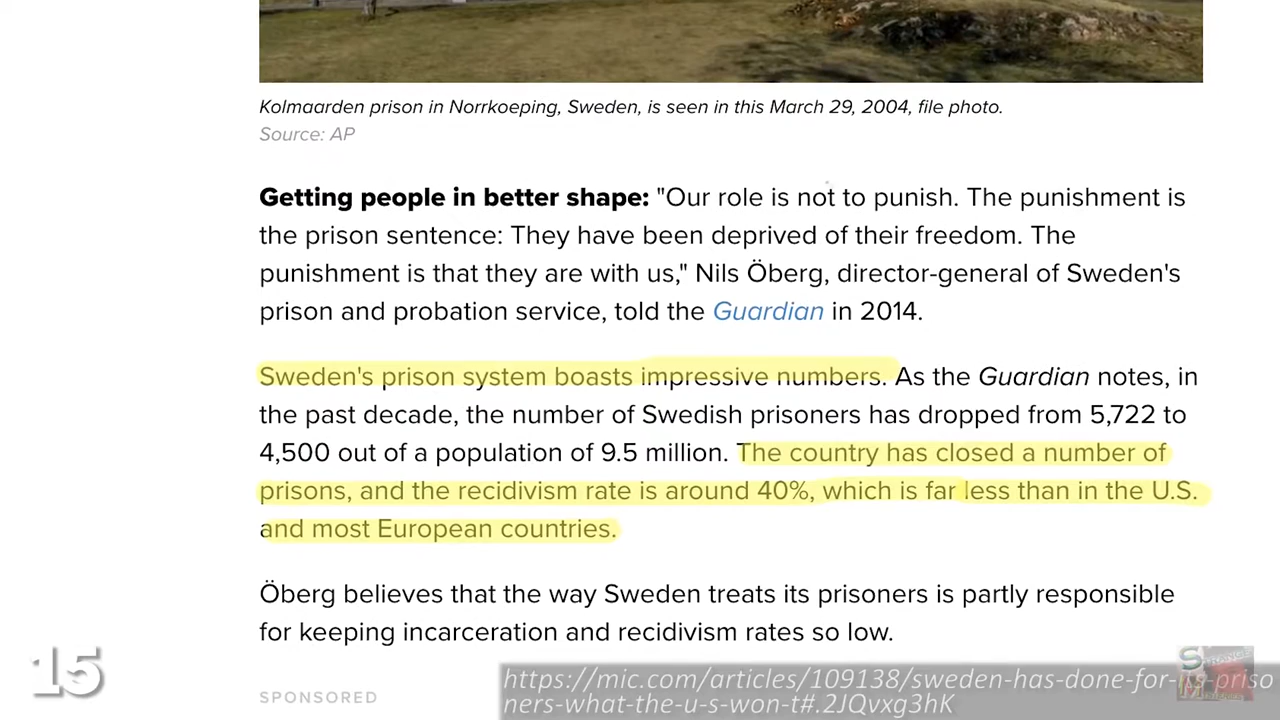 Kolmaarden prison in Norrkoeping, Sweden, is seen in this March 29, 2004, file photo.
Source: AP
Getting people in better shape: "Our role is not to punish. The punishment is
the prison sentence: They have been deprived of their freedom. The
punishment is that they are with us," Nils Öberg, director-general of Sweden's
prison and probation service, told the Guardian in 2014.
Sweden's prison system boasts impressive numbers. As the Guardian notes, in
the past decade, the number of Swedish prisoners has dropped from 5,722 to
4,500 out of a population of 9.5 million. The country has closed a number of
prisons, and the recidivism rate is around 40%, which is far less than in the U.S.
and most European countries.
Öberg believes that the way Sweden treats its prisoners is partly responsible
for keeping incarceration and recidivism rates so low.
15
SPONSORED
https://mic.com/articles/109138/sweden-has-done-for-its-priso
ners-what-the-u-s-won-t#.2JQvxg3hK